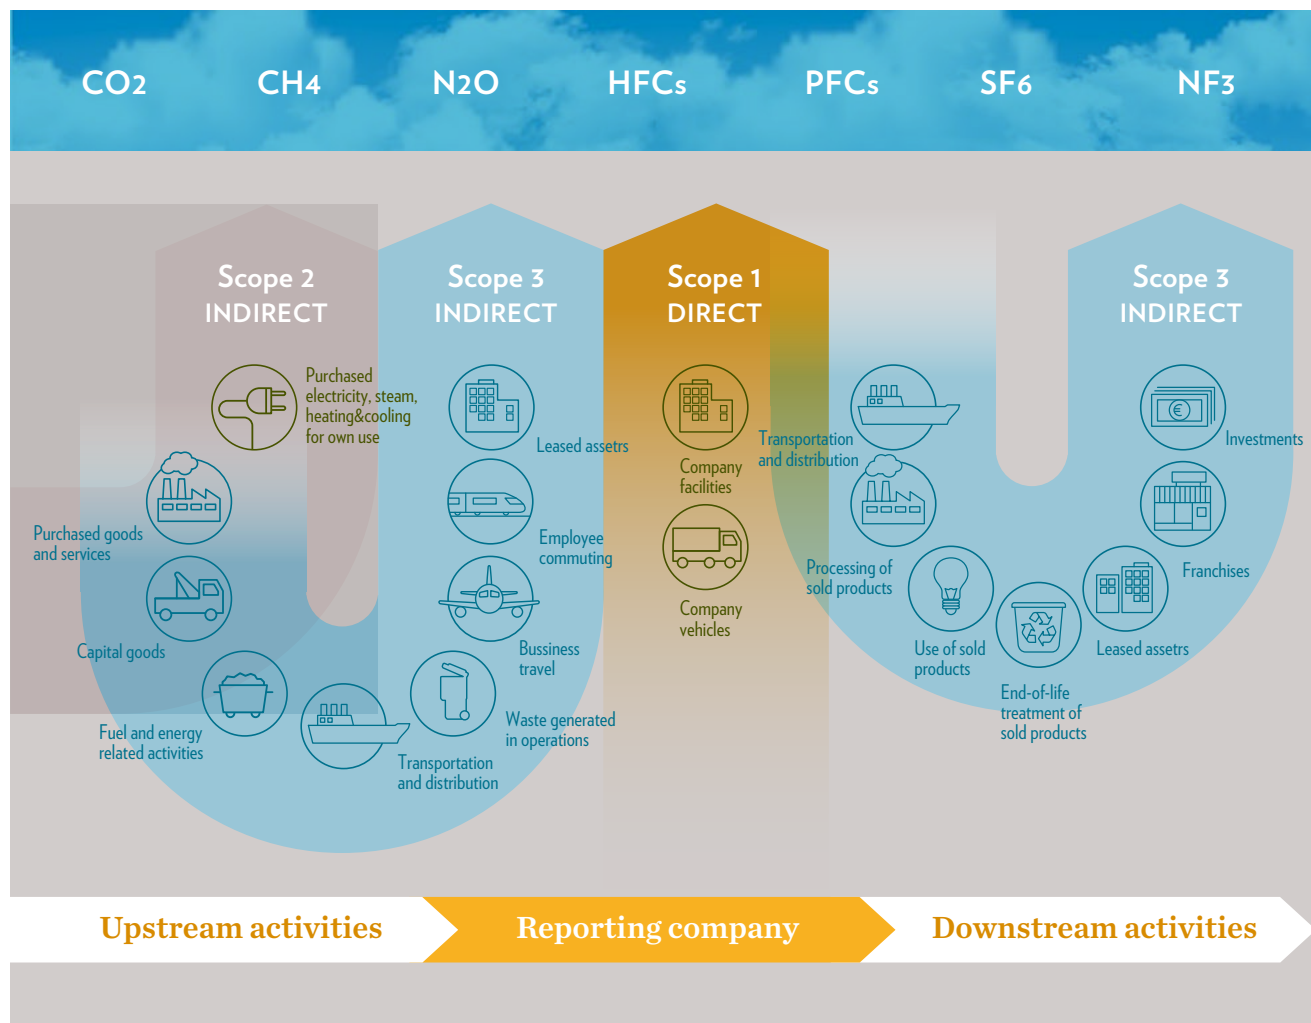 CO2
CH4
N2O
HFCs
PFCs
SF6
NF3
Scope 2
INDIRECT
Scope 3
INDIRECT
Scope 1
DIRECT
Scope 3
INDIRECT
Purchased
electricity, steam,
heating&cooling
for own use
Purchased goods
and services
Capital goods
Fuel and energy
related activities
Transportation
and distribution
Waste generated
in operations
Bussiness
travel
Employee
commuting
Leased assetrs
Company
facilities
Company
vehicles
Transportation
and distribution
Processing of
sold products
Use of sold
products
End-of-life
treatment of
sold products
Leased assetrs
Franchises
€
Investments
Upstream activities
Reporting company
Downstream activities